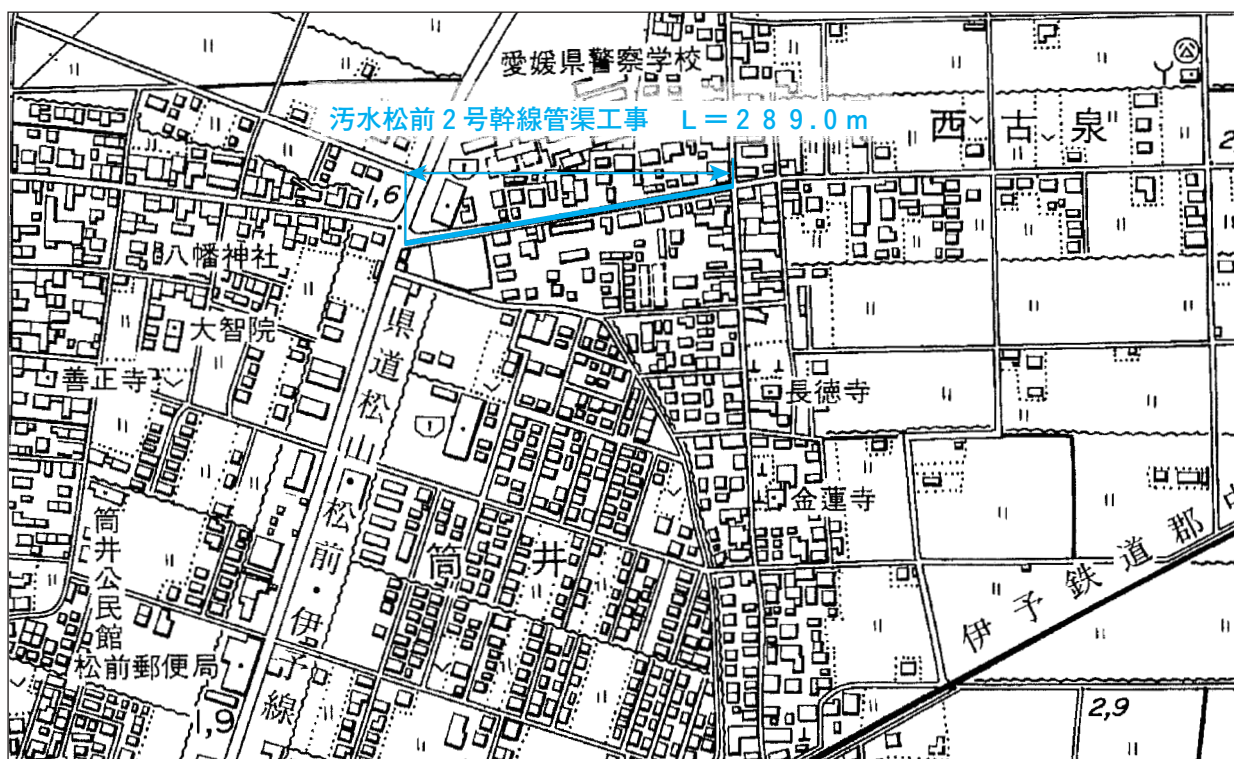 愛媛県警察学校
汚水松前2号幹線管渠工事 L=289.0m
西古泉
1,6
八幡神社
大智院
善正寺
県道松山・松前・伊予線
長徳寺
金蓮寺
筒井
筒井公民館
松前郵便局
1,9
伊予鉄道郡中
2,9